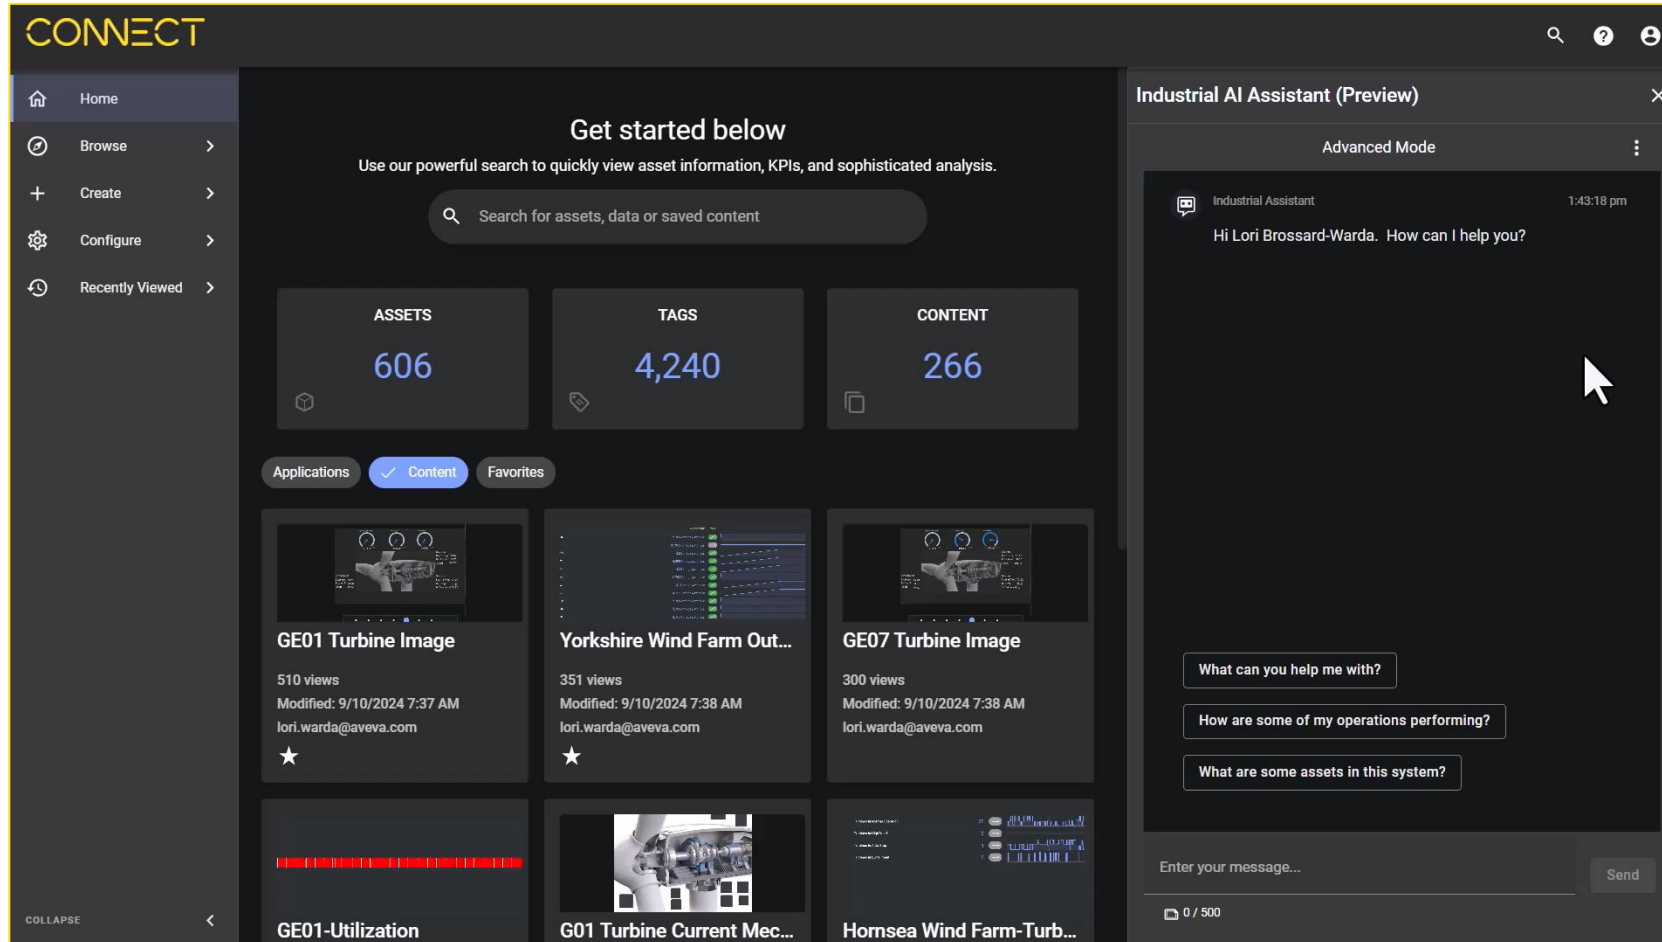 CONNECT
Home
Browse
Create
Configure
Recently Viewed
COLLAPSE
Get started below
Use our powerful search to quickly view asset information, KPIs, and sophisticated analysis.
Search for assets, data or saved content
ASSETS
606
TAGS
4,240
CONTENT
266
Applications
Content
Favorites
GE01 Turbine Image
510 views
Modified: 9/10/2024 7:37 AM
lori.warda@aveva.com
Yorkshire Wind Farm Out...
351 views
Modified: 9/10/2024 7:38 AM
lori.warda@aveva.com
GE07 Turbine Image
300 views
Modified: 9/10/2024 7:38 AM
lori.warda@aveva.com
GE01-Utilization
G01 Turbine Current Mec...
Hornsea Wind Farm-Turb...
Industrial AI Assistant (Preview)
Advanced Mode
Industrial Assistant
1:43:18 pm
Hi Lori Brossard-Warda. How can I help you?
What can you help me with?
How are some of my operations performing?
What are some assets in this system?
Enter your message...
Send
0 / 500